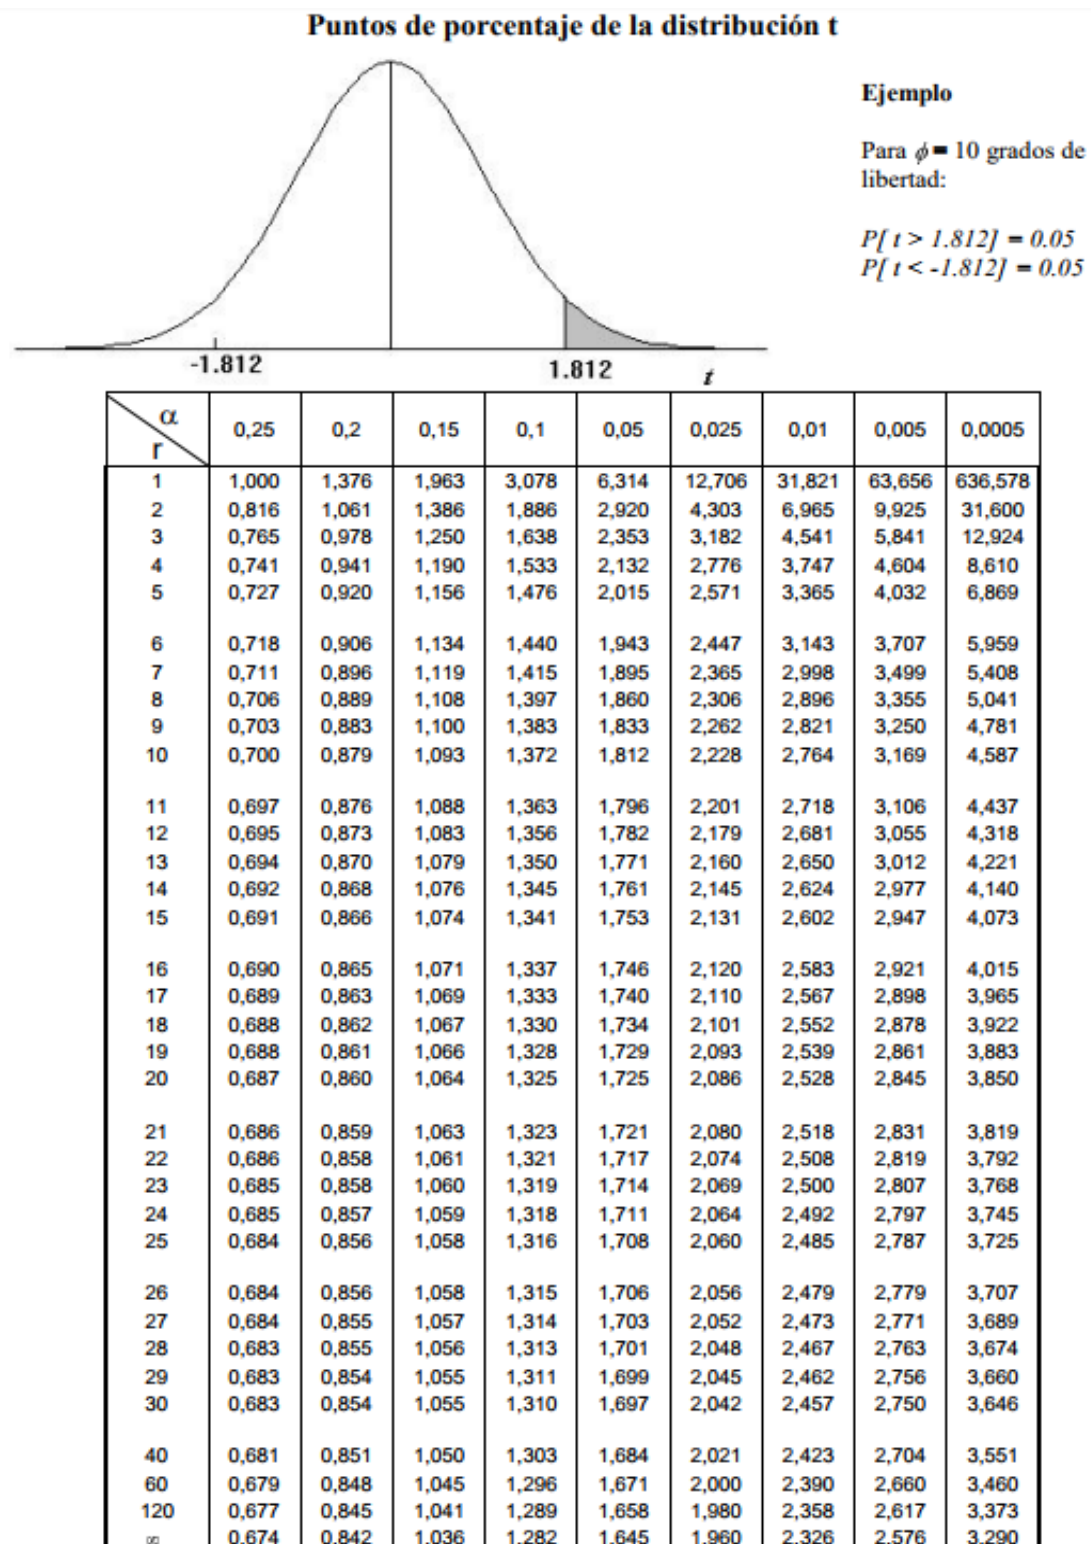 Puntos de porcentaje de la distribución t
Ejemplo
Para ϕ = 10 grados de
libertad:
P[ t > 1.812] = 0.05
P[ t < -1.812] = 0.05
-1.812 1.812 t
α
r 0,25 0,2 0,15 0,1 0,05 0,025 0,01 0,005 0,0005
1 1,000 1,376 1,963 3,078 6,314 12,706 31,821 63,656 636,578
2 0,816 1,061 1,386 1,886 2,920 4,303 6,965 9,925 31,600
3 0,765 0,978 1,250 1,638 2,353 3,182 4,541 5,841 12,924
4 0,741 0,941 1,190 1,533 2,132 2,776 3,747 4,604 8,610
5 0,727 0,920 1,156 1,476 2,015 2,571 3,365 4,032 6,869
6 0,718 0,906 1,134 1,440 1,943 2,447 3,143 3,707 5,959
7 0,711 0,896 1,119 1,415 1,895 2,365 2,998 3,499 5,408
8 0,706 0,889 1,108 1,397 1,860 2,306 2,896 3,355 5,041
9 0,703 0,883 1,100 1,383 1,833 2,262 2,821 3,250 4,781
10 0,700 0,879 1,093 1,372 1,812 2,228 2,764 3,169 4,587
11 0,697 0,876 1,088 1,363 1,796 2,201 2,718 3,106 4,437
12 0,695 0,873 1,083 1,356 1,782 2,179 2,681 3,055 4,318
13 0,694 0,870 1,079 1,350 1,771 2,160 2,650 3,012 4,221
14 0,692 0,868 1,076 1,345 1,761 2,145 2,624 2,977 4,140
15 0,691 0,866 1,074 1,341 1,753 2,131 2,602 2,947 4,073
16 0,690 0,865 1,071 1,337 1,746 2,120 2,583 2,921 4,015
17 0,689 0,863 1,069 1,333 1,740 2,110 2,567 2,898 3,965
18 0,688 0,862 1,067 1,330 1,734 2,101 2,552 2,878 3,922
19 0,688 0,861 1,066 1,328 1,729 2,093 2,539 2,861 3,883
20 0,687 0,860 1,064 1,325 1,725 2,086 2,528 2,845 3,850
21 0,686 0,859 1,063 1,323 1,721 2,080 2,518 2,831 3,819
22 0,686 0,858 1,061 1,321 1,717 2,074 2,508 2,819 3,792
23 0,685 0,858 1,060 1,319 1,714 2,069 2,500 2,807 3,768
24 0,685 0,857 1,059 1,318 1,711 2,064 2,492 2,797 3,745
25 0,684 0,856 1,058 1,316 1,708 2,060 2,485 2,787 3,725
26 0,684 0,856 1,058 1,315 1,706 2,056 2,479 2,779 3,707
27 0,684 0,855 1,057 1,314 1,703 2,052 2,473 2,771 3,689
28 0,683 0,855 1,056 1,313 1,701 2,048 2,467 2,763 3,674
29 0,683 0,854 1,055 1,311 1,699 2,045 2,462 2,756 3,660
30 0,683 0,854 1,055 1,310 1,697 2,042 2,457 2,750 3,646
40 0,681 0,851 1,050 1,303 1,684 2,021 2,423 2,704 3,551
60 0,679 0,848 1,045 1,296 1,671 2,000 2,390 2,660 3,460
120 0,677 0,845 1,041 1,289 1,658 1,980 2,358 2,617 3,373
∞ 0,674 0,842 1,036 1,282 1,645 1,960 2,326 2,576 3,290